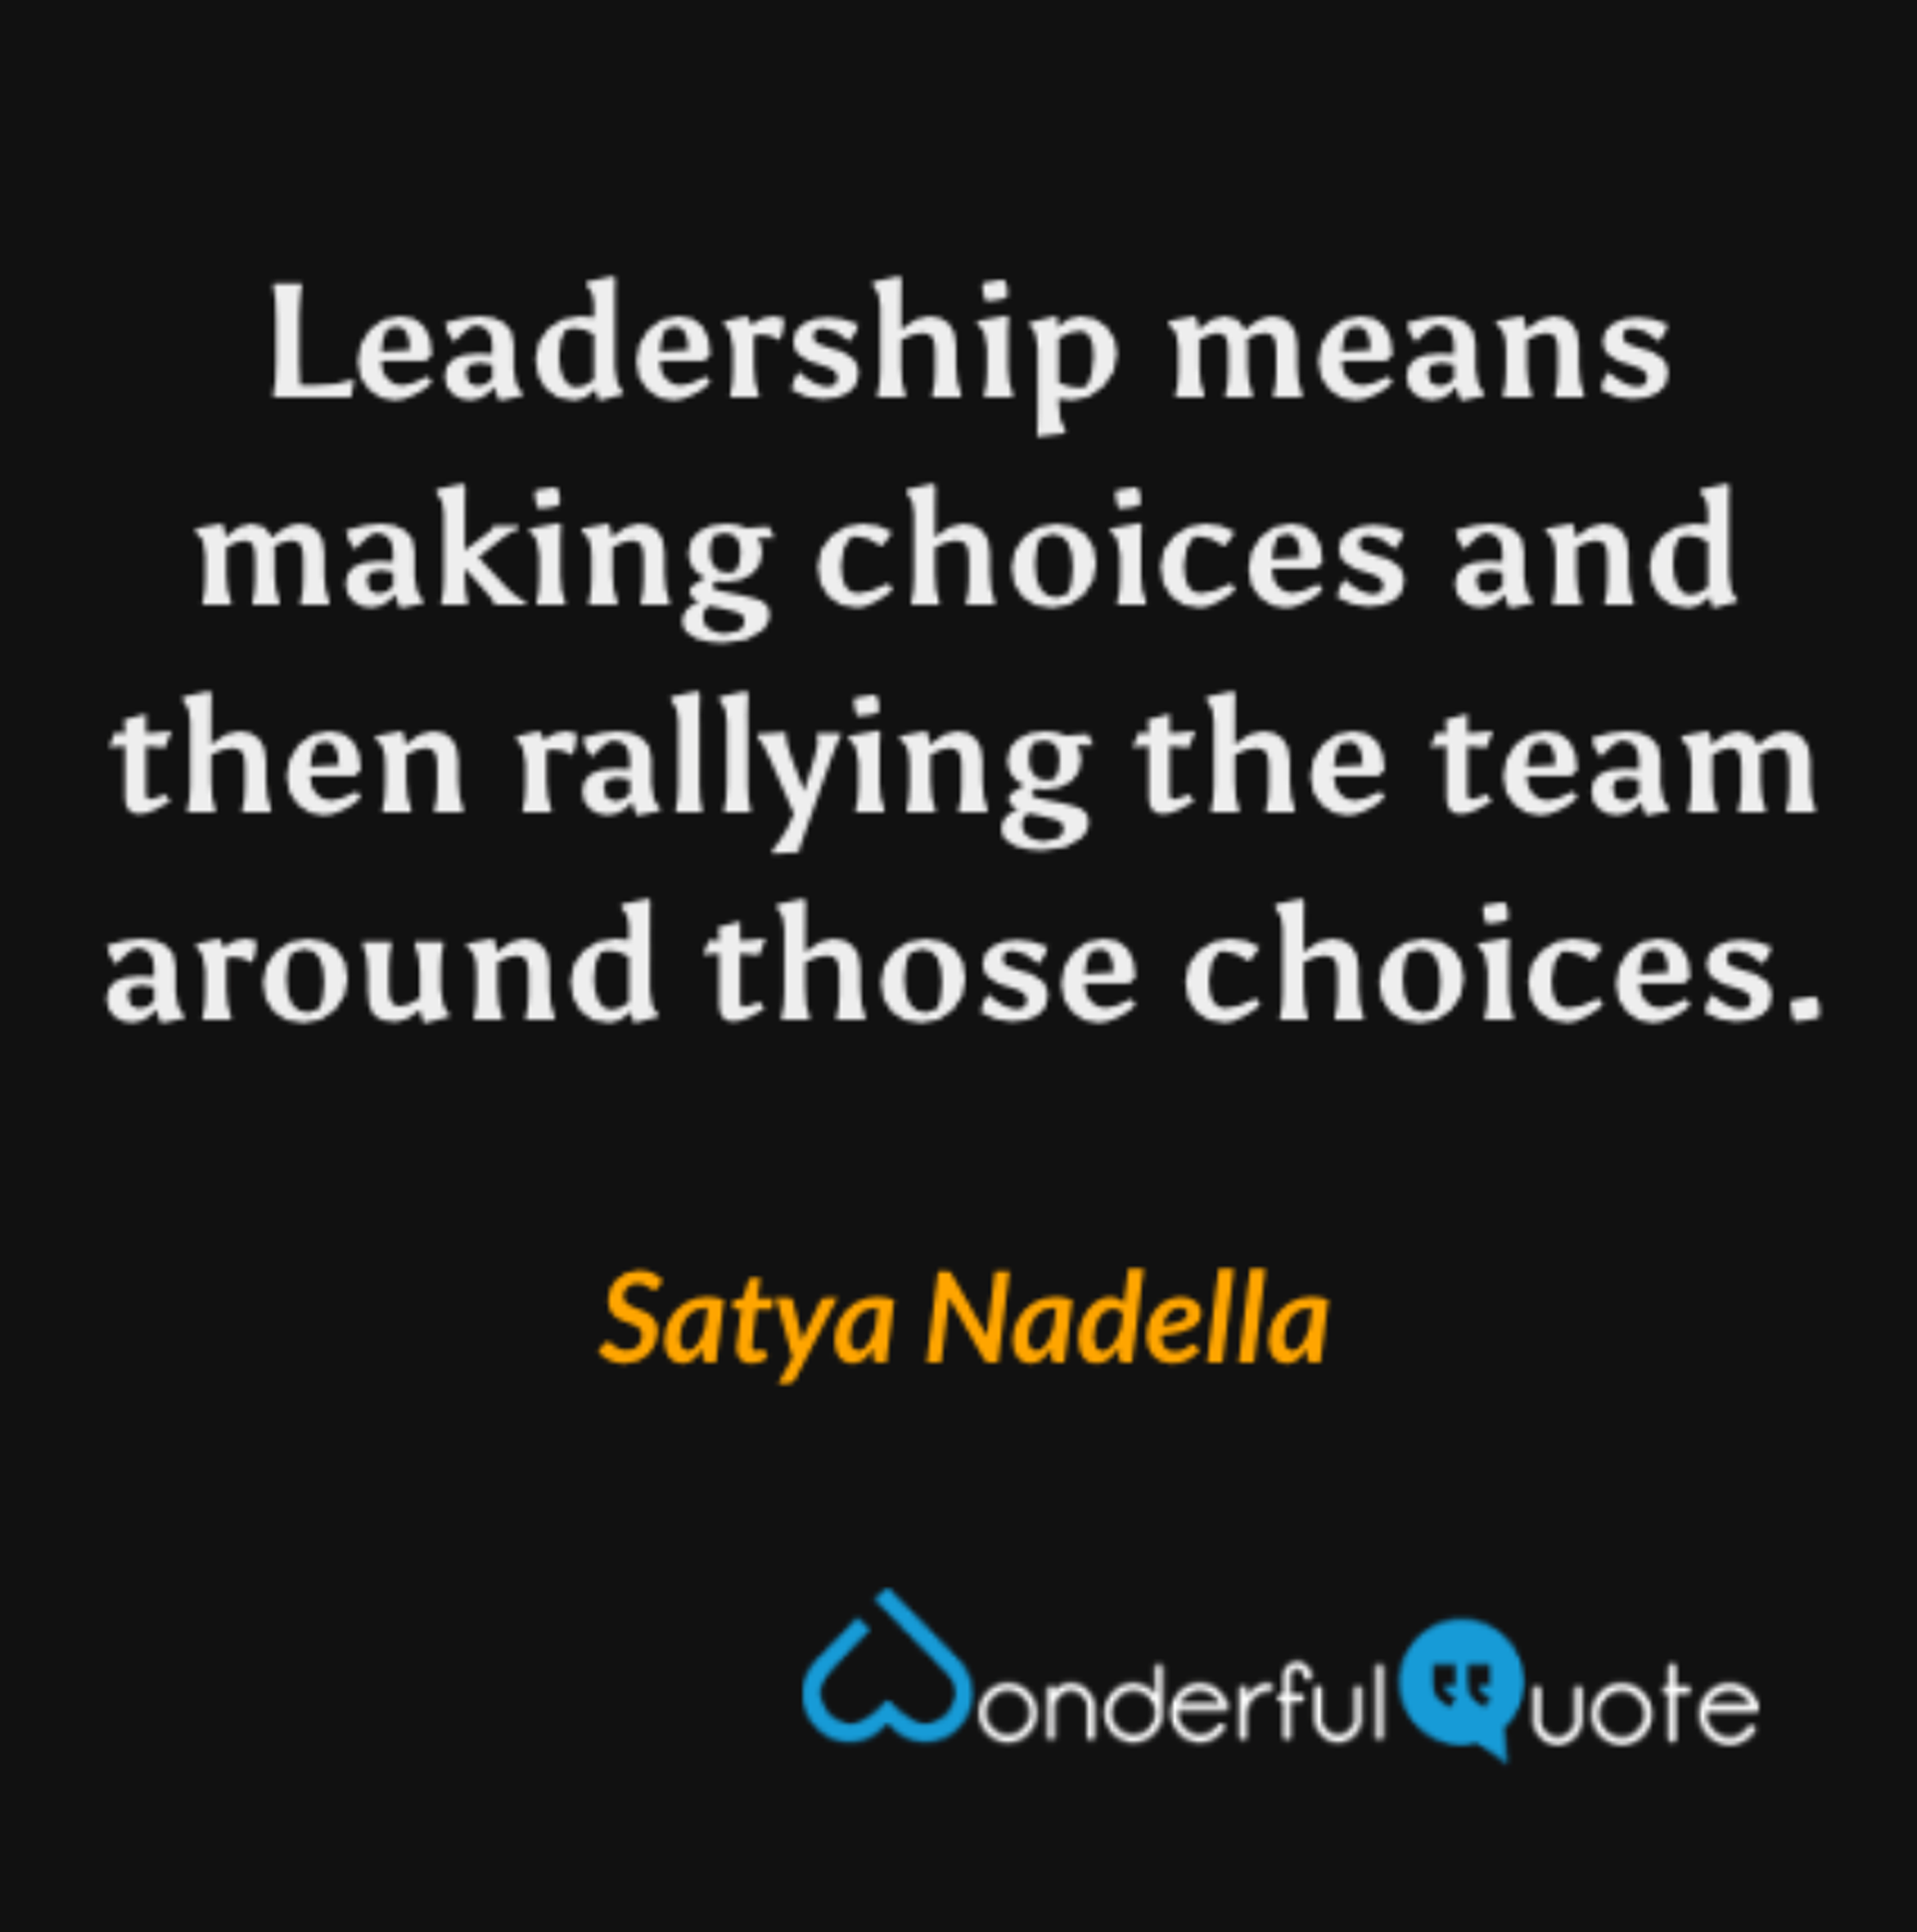 Leadership means
making choices and
then rallying the team
around those choices.
Satya Nadella
WonderfulQuote